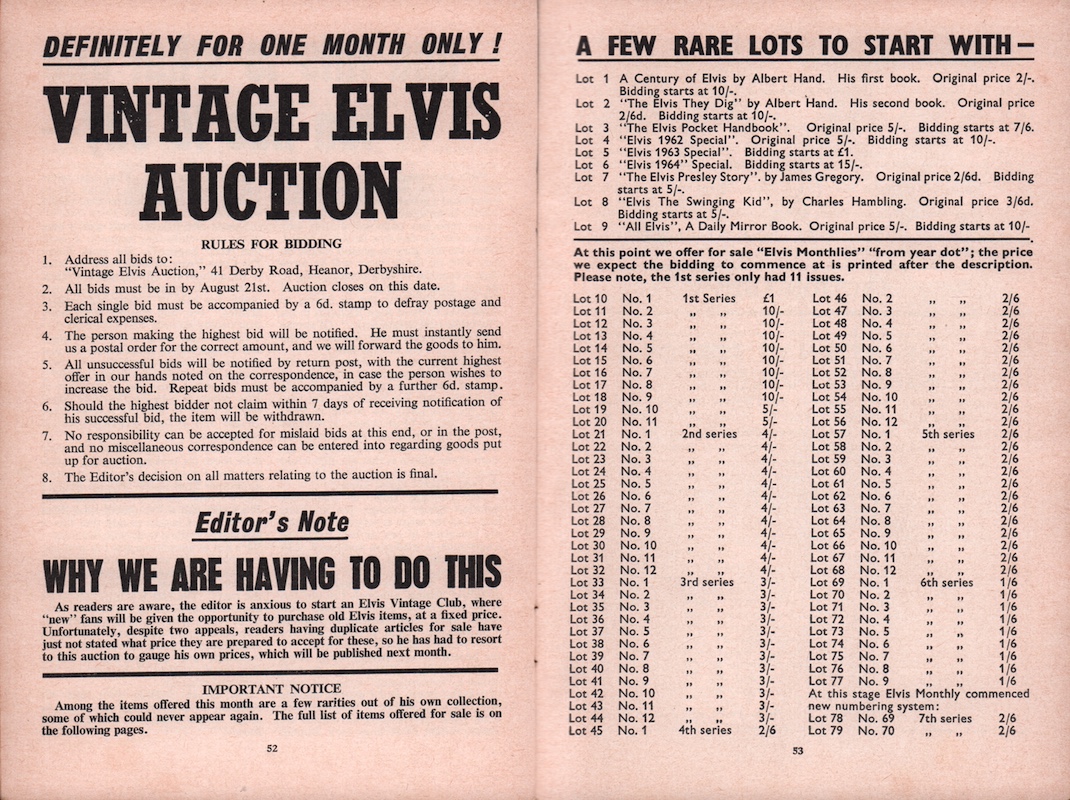 DEFINITELY FOR ONE MONTH ONLY !
VINTAGE ELVIS
AUCTION
RULES FOR BIDDING
1. Address all bids to:
"Vintage Elvis Auction," 41 Derby Road, Heanor, Derbyshire.
2. All bids must be in by August 21st. Auction closes on this date.
3. Each single bid must be accompanied by a 6d. stamp to defray postage and
clerical expenses.
4. The person making the highest bid will be notified. He must instantly send
us a postal order for the correct amount, and we will forward the goods to him.
5. All unsuccessful bids will be notified by return post, with the current highest
offer in our hands noted on the correspondence, in case the person wishes to
increase the bid. Repeat bids must be accompanied by a further 6d. stamp.
6. Should the highest bidder not claim within 7 days of receiving notification of
his successful bid, the item will be withdrawn.
7. No responsibility can be accepted for mislaid bids at this end, or in the post,
and no miscellaneous correspondence can be entered into regarding goods put
up for auction.
8. The Editor's decision on all matters relating to the auction is final.
Editor's Note
WHY WE ARE HAVING TO DO THIS
As readers are aware, the editor is anxious to start an Elvis Vintage Club, where
"new" fans will be given the opportunity to purchase old Elvis items, at a fixed price.
Unfortunately, despite two appeals, readers having duplicate articles for sale have
just not stated what price they are prepared to accept for these, so he has had to resort
to this auction to gauge his own prices, which will be published next month.
IMPORTANT NOTICE
Among the items offered this month are a few rarities out of his own collection,
some of which could never appear again. The full list of items offered for sale is on
the following pages.
52
A FEW RARE LOTS TO START WITH—
Lot 1 A Century of Elvis by Albert Hand. His first book. Original price 2/-.
Bidding starts at 10/-.
Lot 2 "The Elvis They Dig" by Albert Hand. His second book. Original price
2/6d. Bidding starts at 10/-.
Lot 3 "The Elvis Pocket Handbook". Original price 5/-. Bidding starts at 7/6.
Lot 4 "Elvis 1962 Special". Original price 5/-. Bidding starts at 10/-.
Lot 5 "Elvis 1963 Special". Bidding starts at £1.
Lot 6 "Elvis 1964" Special. Bidding starts at 15/-.
Lot 7 "The Elvis Presley Story". by James Gregory. Original price 2/6d. Bidding
starts at 5/-.
Lot 8 "Elvis The Swinging Kid", by Charles Hambling. Original price 3/6d.
Bidding starts at 5/-.
Lot 9 "All Elvis", A Daily Mirror Book. Original price 5/-. Bidding starts at 10/-
At this point we offer for sale "Elvis Monthlies" "from year dot"; the price
we expect the bidding to commence at is printed after the description.
Please note, the 1st series only had 11 issues.
Lot 10 No. 1 1st Series £1
Lot 11 No. 2 ,, ,, 10/-
Lot 12 No. 3 ,, ,, 10/-
Lot 13 No. 4 ,, ,, 10/-
Lot 14 No. 5 ,, ,, 10/-
Lot 15 No. 6 ,, ,, 10/-
Lot 16 No. 7 ,, ,, 10/-
Lot 17 No. 8 ,, ,, 10/-
Lot 18 No. 9 ,, ,, 10/-
Lot 19 No. 10 ,, ,, 5/-
Lot 20 No. 11 ,, ,, 5/-
Lot 21 No. 1 2nd series 4/-
Lot 22 No. 2 ,, ,, 4/-
Lot 23 No. 3 ,, ,, 4/-
Lot 24 No. 4 ,, ,, 4/-
Lot 25 No. 5 ,, ,, 4/-
Lot 26 No. 6 ,, ,, 4/-
Lot 27 No. 7 ,, ,, 4/-
Lot 28 No. 8 ,, ,, 4/-
Lot 29 No. 9 ,, ,, 4/-
Lot 30 No. 10 ,, ,, 4/-
Lot 31 No. 11 ,, ,, 4/-
Lot 32 No. 12 ,, ,, 4/-
Lot 33 No. 1 3rd series 3/-
Lot 34 No. 2 ,, ,, 3/-
Lot 35 No. 3 ,, ,, 3/-
Lot 36 No. 4 ,, ,, 3/-
Lot 37 No. 5 ,, ,, 3/-
Lot 38 No. 6 ,, ,, 3/-
Lot 39 No. 7 ,, ,, 3/-
Lot 40 No. 8 ,, ,, 3/-
Lot 41 No. 9 ,, ,, 3/-
Lot 42 No. 10 ,, ,, 3/-
Lot 43 No. 11 ,, ,, 3/-
Lot 44 No. 12 ,, ,, 3/-
Lot 45 No. 1 4th series 2/6
Lot 46 No. 2 ,, ,, 2/6
Lot 47 No. 3 ,, ,, 2/6
Lot 48 No. 4 ,, ,, 2/6
Lot 49 No. 5 ,, ,, 2/6
Lot 50 No. 6 ,, ,, 2/6
Lot 51 No. 7 ,, ,, 2/6
Lot 52 No. 8 ,, ,, 2/6
Lot 53 No. 9 ,, ,, 2/6
Lot 54 No. 10 ,, ,, 2/6
Lot 55 No. 11 ,, ,, 2/6
Lot 56 No. 12 ,, ,, 2/6
Lot 57 No. 1 5th series 2/6
Lot 58 No. 2 ,, ,, 2/6
Lot 59 No. 3 ,, ,, 2/6
Lot 60 No. 4 ,, ,, 2/6
Lot 61 No. 5 ,, ,, 2/6
Lot 62 No. 6 ,, ,, 2/6
Lot 63 No. 7 ,, ,, 2/6
Lot 64 No. 8 ,, ,, 2/6
Lot 65 No. 9 ,, ,, 2/6
Lot 66 No. 10 ,, ,, 2/6
Lot 67 No. 11 ,, ,, 2/6
Lot 68 No. 12 ,, ,, 2/6
Lot 69 No. 1 6th series 1/6
Lot 70 No. 2 ,, ,, 1/6
Lot 71 No. 3 ,, ,, 1/6
Lot 72 No. 4 ,, ,, 1/6
Lot 73 No. 5 ,, ,, 1/6
Lot 74 No. 6 ,, ,, 1/6
Lot 75 No. 7 ,, ,, 1/6
Lot 76 No. 8 ,, ,, 1/6
Lot 77 No. 9 ,, ,, 1/6
At this stage Elvis Monthly commenced
new numbering system:
Lot 78 No. 69 7th series 2/6
Lot 79 No. 70 ,, ,, 2/6
53